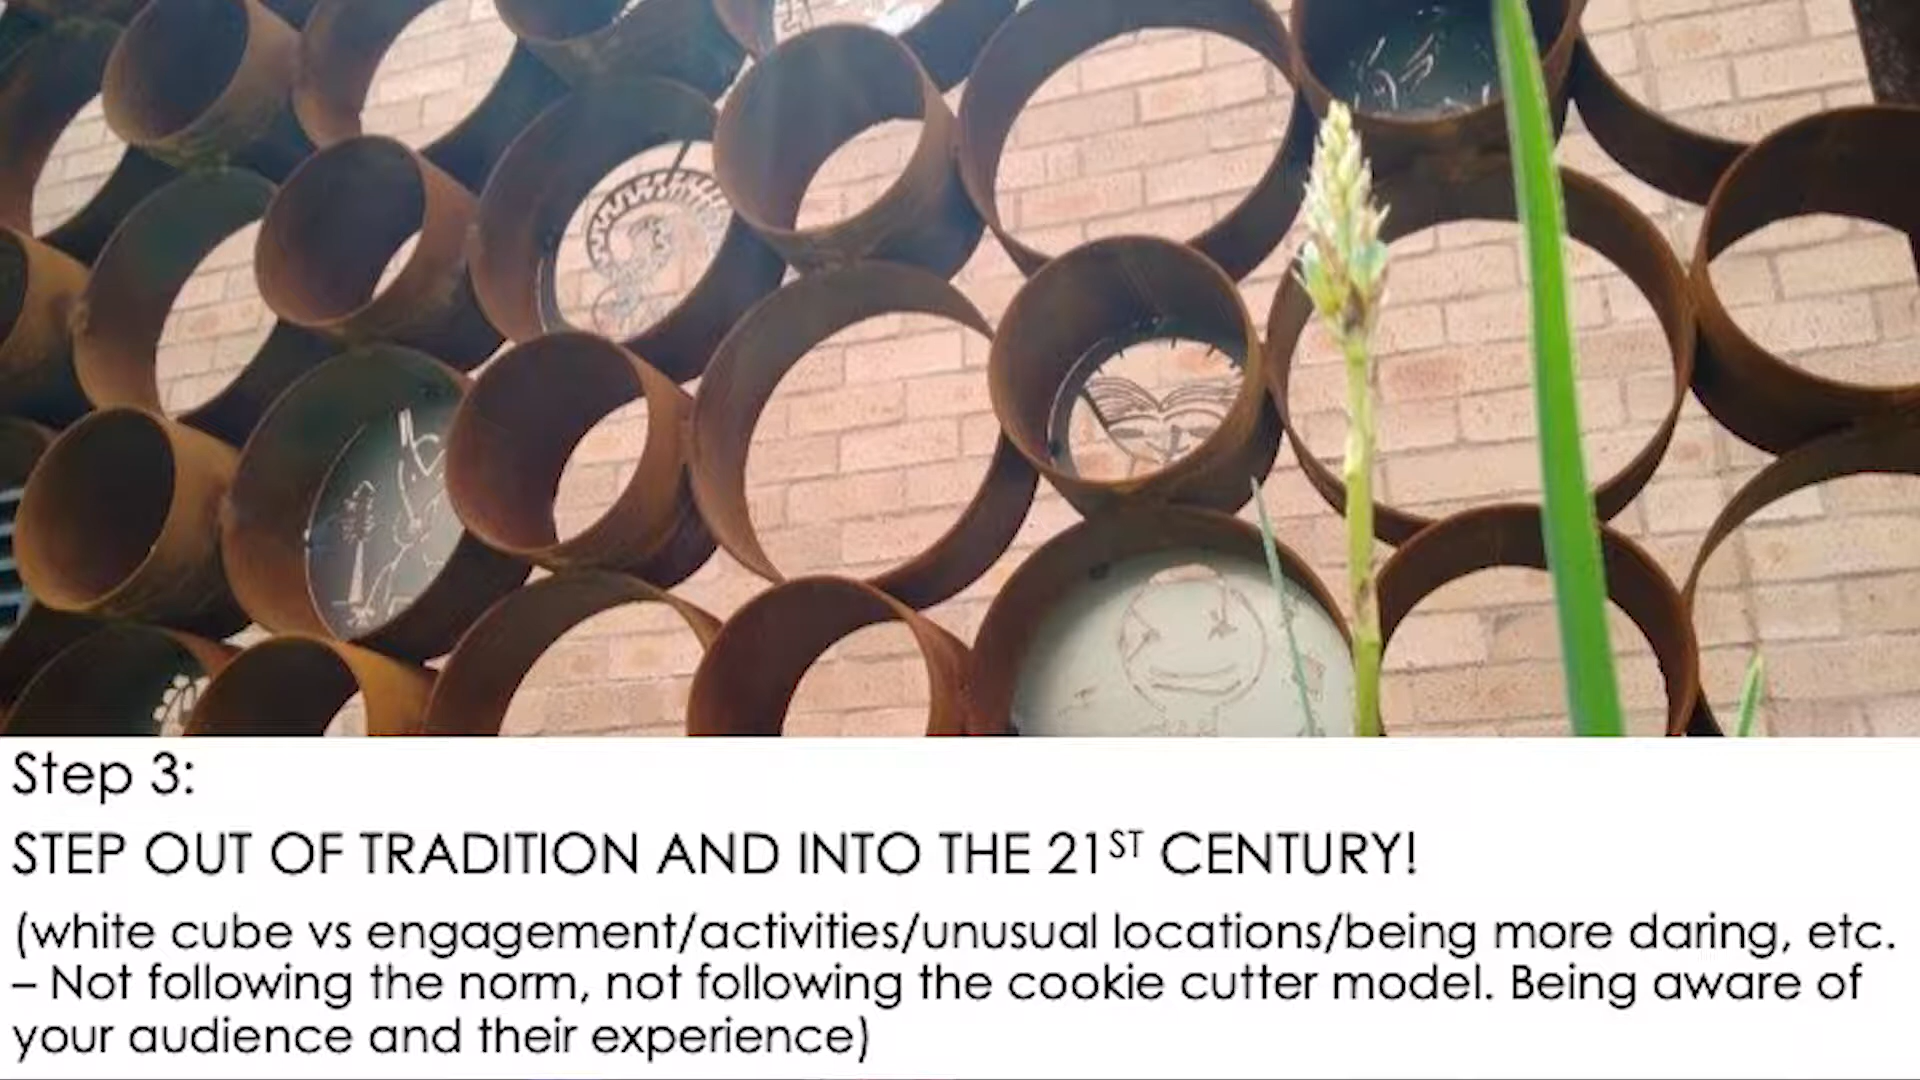 Step 3:
STEP OUT OF TRADITION AND INTO THE 21ST CENTURY!
(white cube vs engagement/activities/unusual locations/being more daring, etc.
– Not following the norm, not following the cookie cutter model. Being aware of
your audience and their experience)